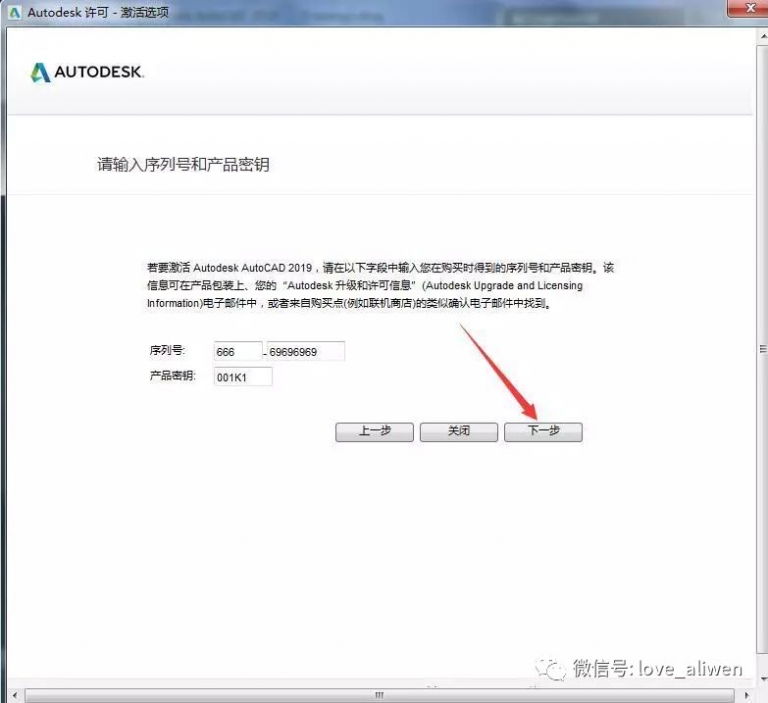 Autodesk 许可 - 激活选项
AUTODESK.
请输入序列号和产品密钥
若要激活 Autodesk AutoCAD 2019，请在以下字段中输入您在购买时得到的序列号和产品密钥。该
信息可在产品包装上、您的“Autodesk 升级和许可信息”(Autodesk Upgrade and Licensing
Information)电子邮件中，或者来自购买点(例如联机商店)的类似确认电子邮件中找到。
序列号: 666 - 69696969
产品密钥: 001K1
上一步 关闭 下一步
微信号: love_aliwen